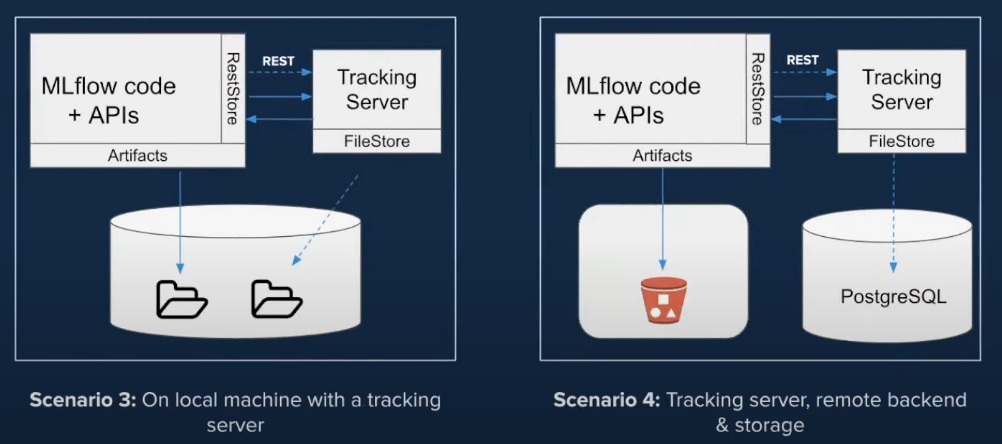 MLflow code
+ APIs
RestStore
Artifacts
REST
Tracking
Server
FileStore
Scenario 3: On local machine with a tracking
server
MLflow code
+ APIs
RestStore
Artifacts
REST
Tracking
Server
FileStore
PostgreSQL
Scenario 4: Tracking server, remote backend
& storage